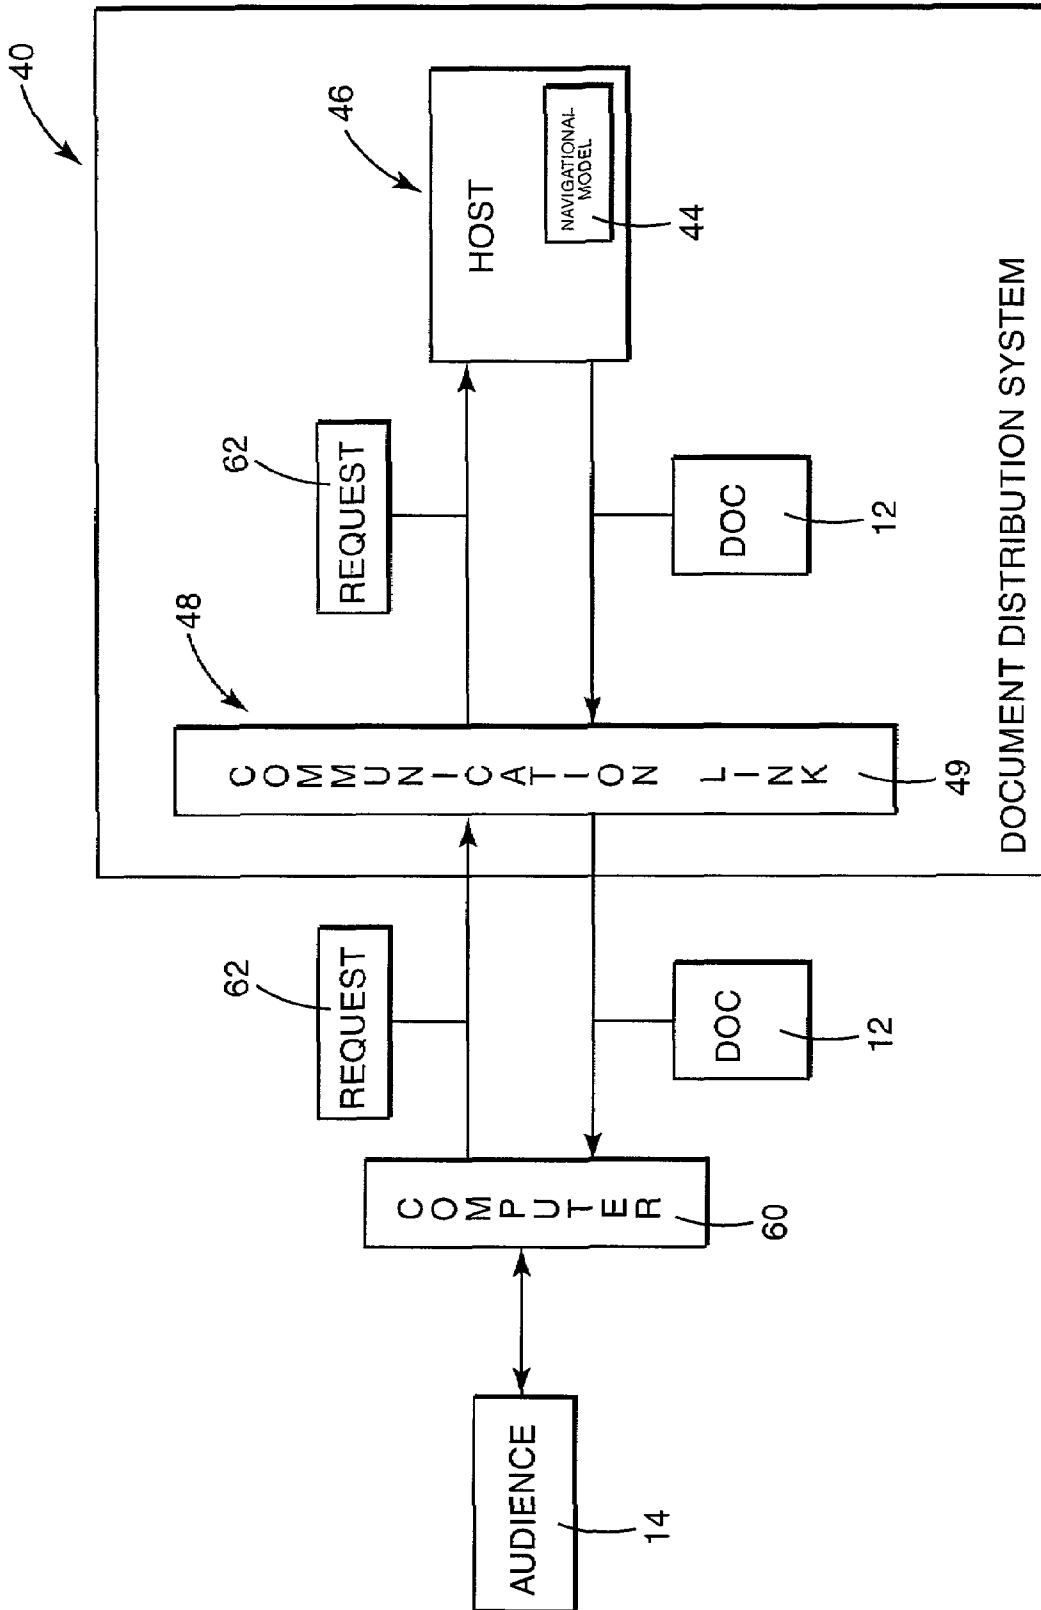 40
46
HOST
NAVIGATIONAL
MODEL
44
62
REQUEST
DOC
12
48
COMMUNICATION LINK
49
DOCUMENT DISTRIBUTION SYSTEM
62
REQUEST
DOC
12
COMPUTER
60
AUDIENCE
14